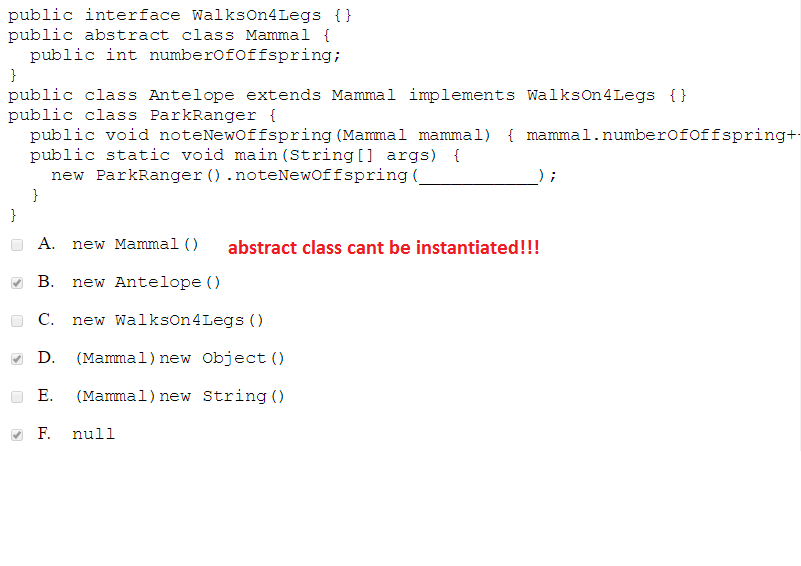 public interface WalksOn4Legs {}
public abstract class Mammal {
  public int numberOfOffspring;
}
public class Antelope extends Mammal implements WalksOn4Legs {}
public class ParkRanger {
  public void noteNewOffspring(Mammal mammal) { mammal.numberOfOffspring+
  public static void main(String[] args) {
    new ParkRanger().noteNewOffspring(___________);
  }
}
A. new Mammal() abstract class cant be instantiated!!!
B. new Antelope()
C. new WalksOn4Legs()
D. (Mammal)new Object()
E. (Mammal)new String()
F. null